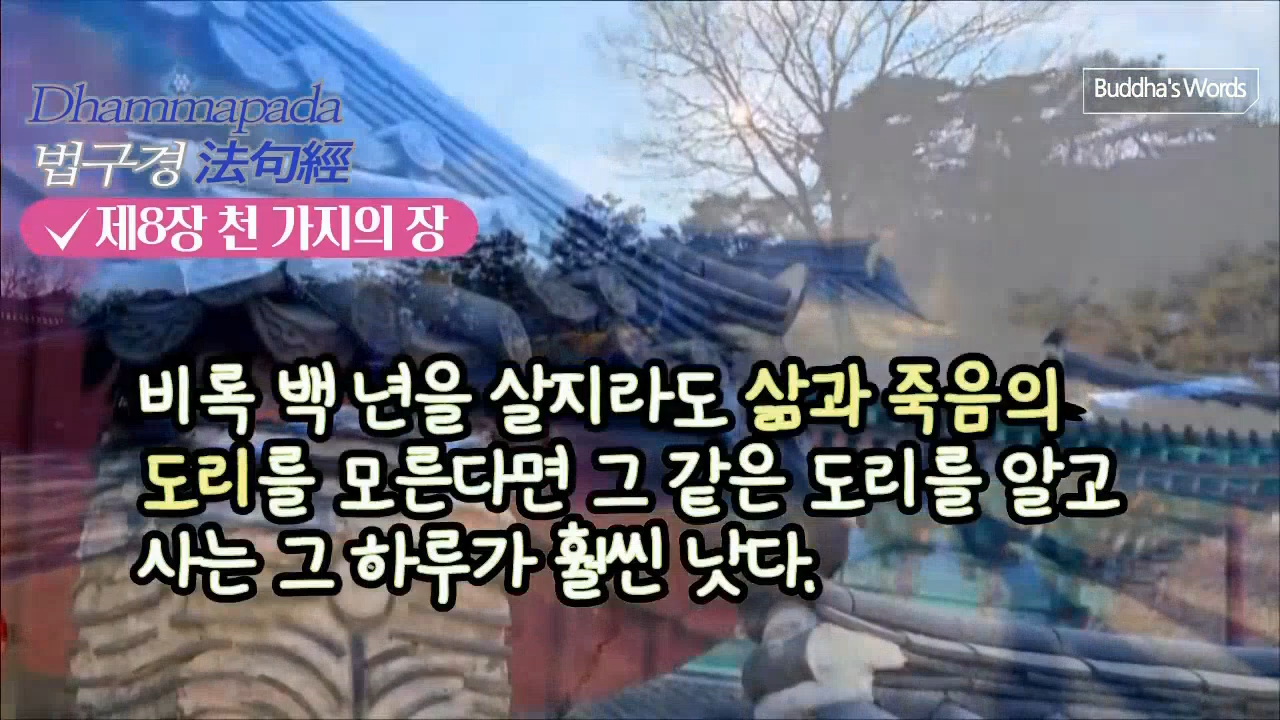 Dhammapada
법구경 法句經
제8장 천 가지의 장
Buddha's Words
비록 백 년을 살지라도 삶과 죽음의
도리를 모른다면 그 같은 도리를 알고
사는 그 하루가 훨씬 낫다.